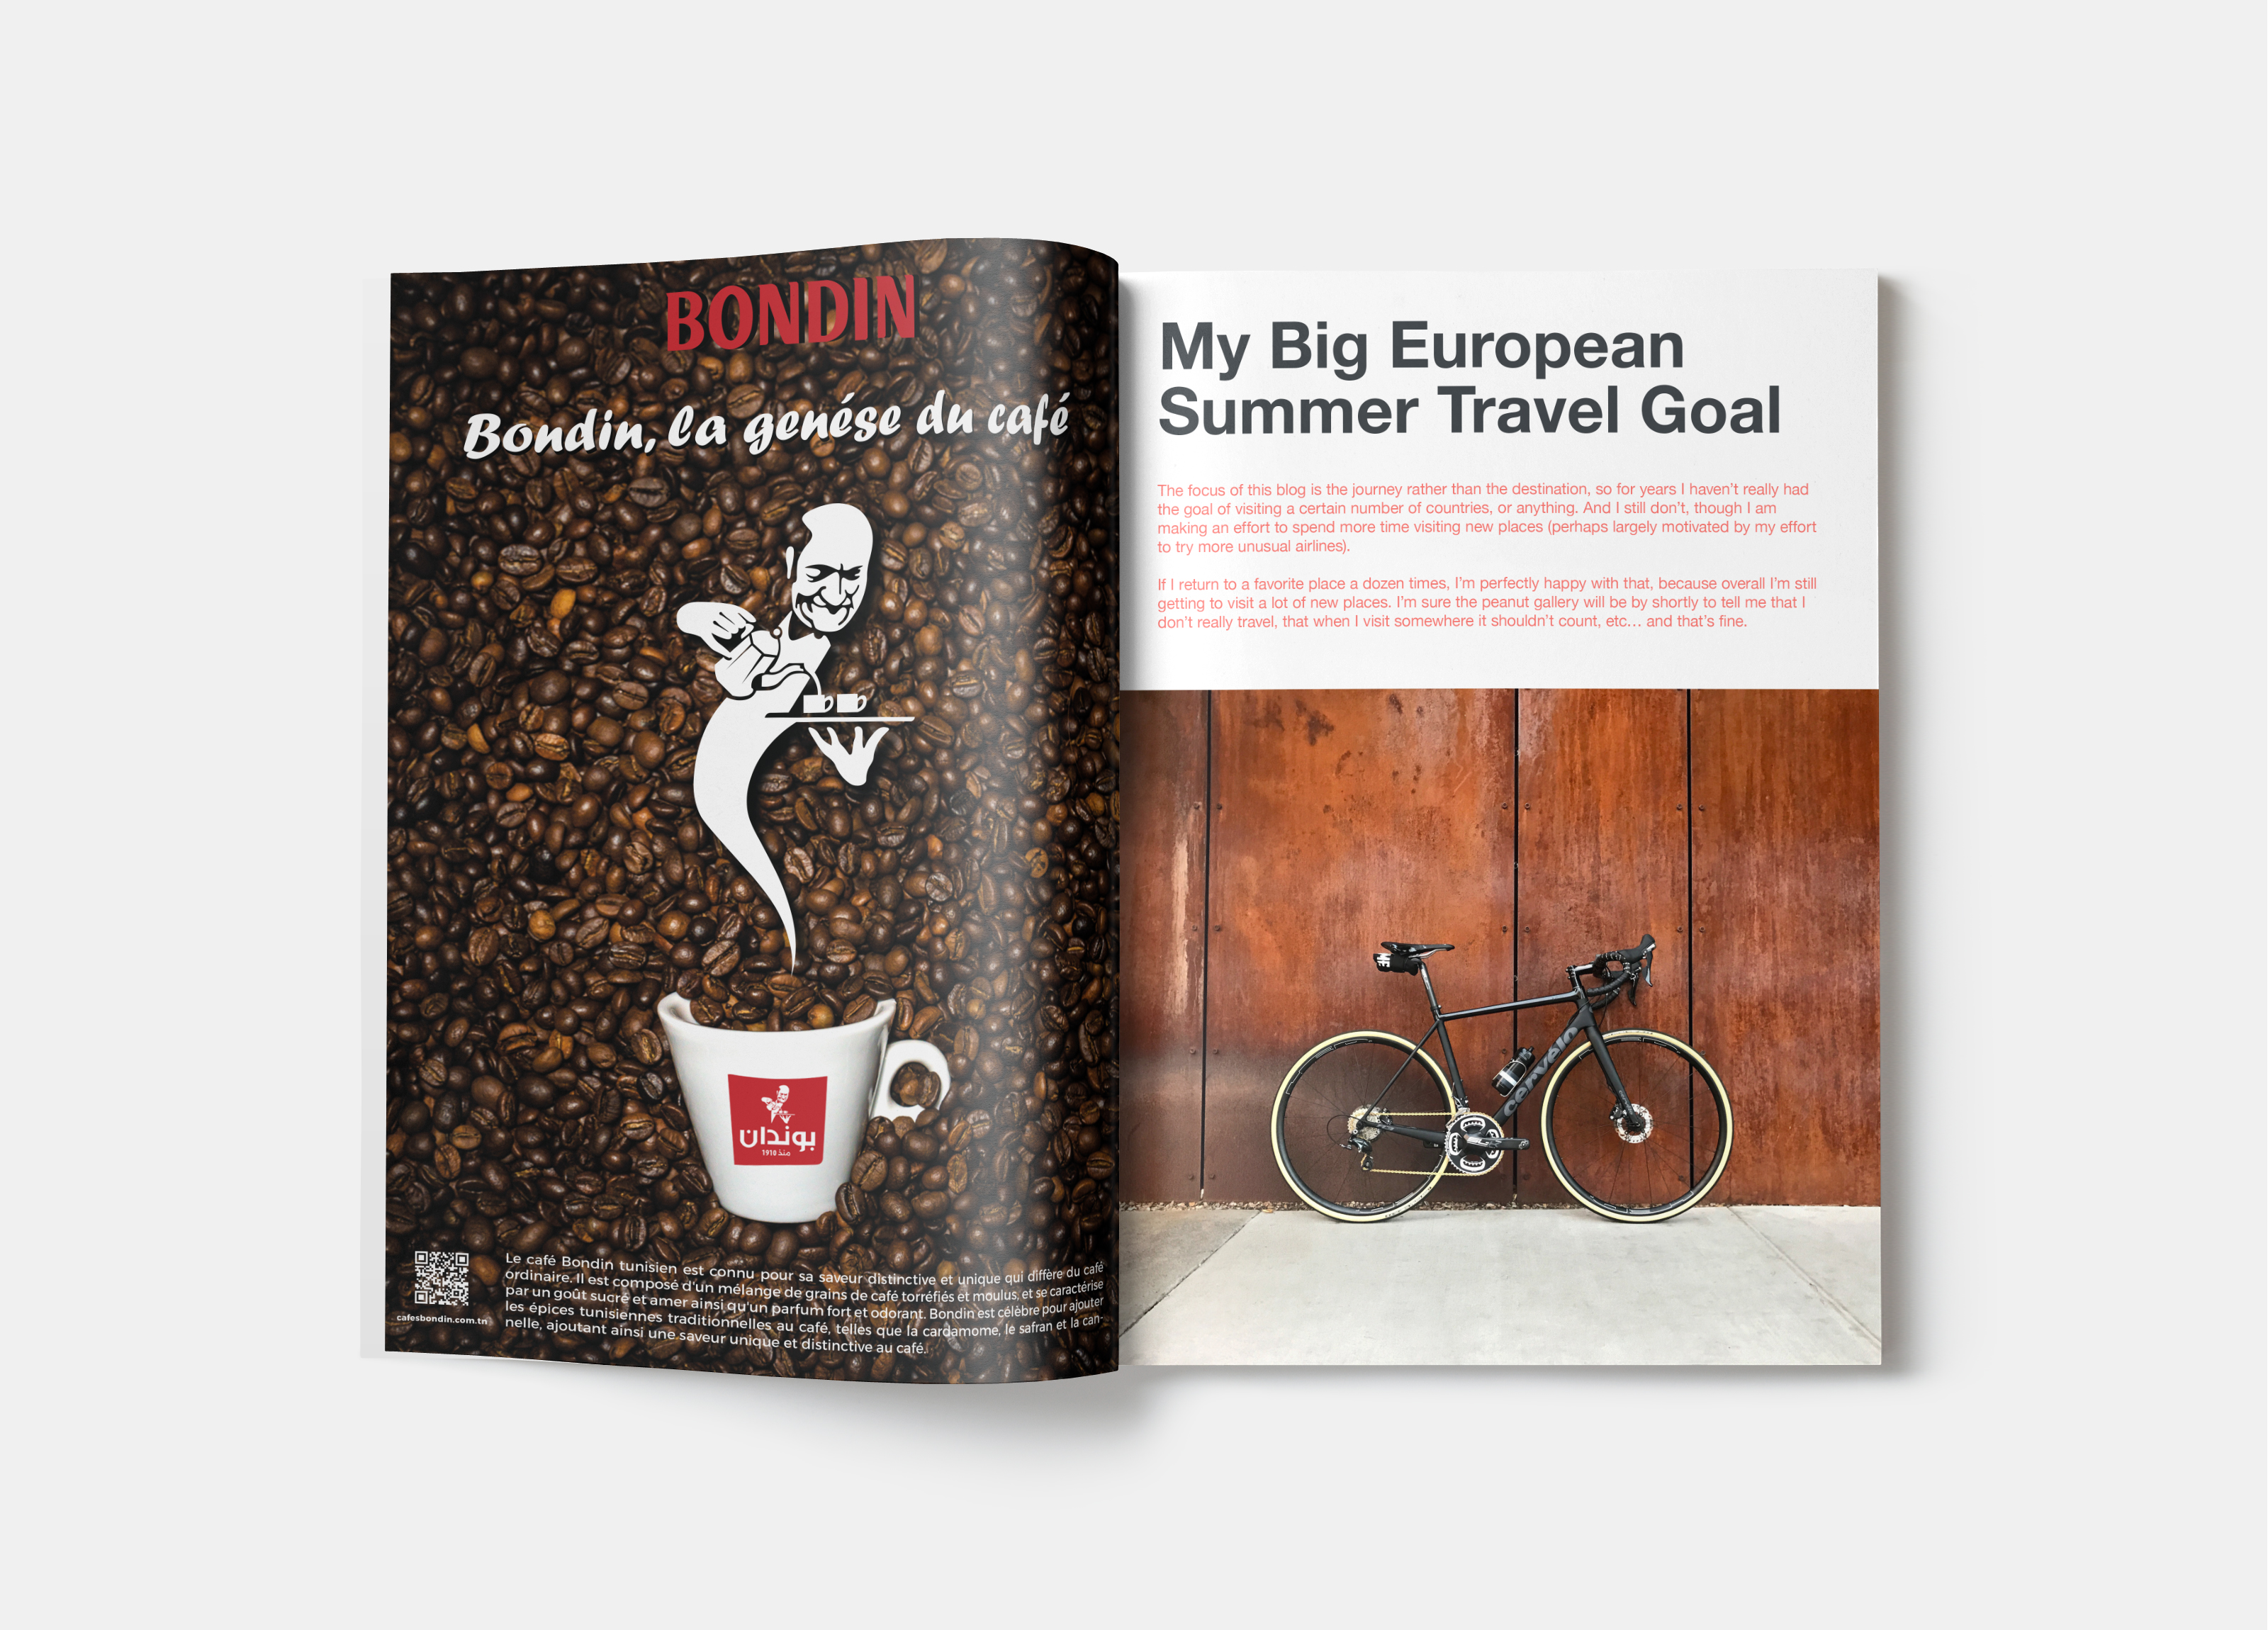 BONDIN
Bondin, la genése du café
بوندان
منذ 1910
cafesbondin.com.tn
Le café Bondin tunisien est connu pour sa saveur distinctive et unique qui diffère du café
ordinaire. Il est composé d'un mélange de grains de café torréfiés et moulus, et se caractérise
par un goût sucré et amer ainsi qu'un parfum fort et odorant. Bondin est célèbre pour ajouter
les épices tunisiennes traditionnelles au café, telles que la cardamome, le safran et la can-
nelle, ajoutant ainsi une saveur unique et distinctive au café.
My Big European
Summer Travel Goal
The focus of this blog is the journey rather than the destination, so for years I haven't really had
the goal of visiting a certain number of countries, or anything. And I still don't, though I am
making an effort to spend more time visiting new places (perhaps largely motivated by my effort
to try more unusual airlines).
If I return to a favorite place a dozen times, I'm perfectly happy with that, because overall I'm still
getting to visit a lot of new places. I'm sure the peanut gallery will be by shortly to tell me that I
don't really travel, that when I visit somewhere it shouldn't count, etc… and that's fine.
cervélo